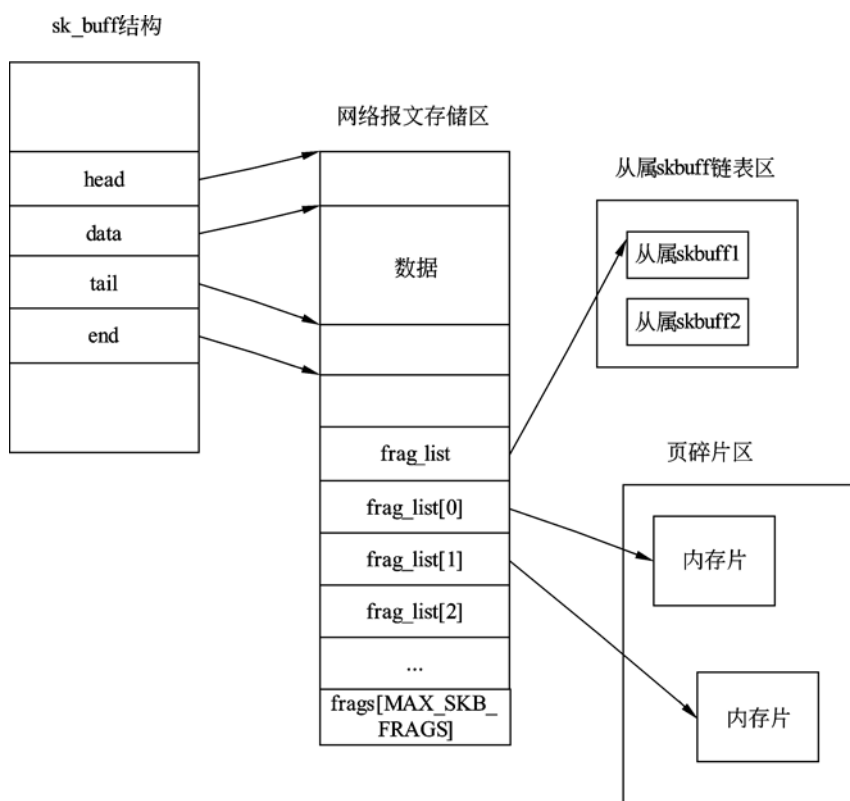 sk_buff结构
head
data
tail
end
网络报文存储区
数据
frag_list
frag_list[0]
frag_list[1]
frag_list[2]
...
frags[MAX_SKB_
FRAGS]
从属skbuff链表区
从属skbuff1
从属skbuff2
页碎片区
内存片
内存片